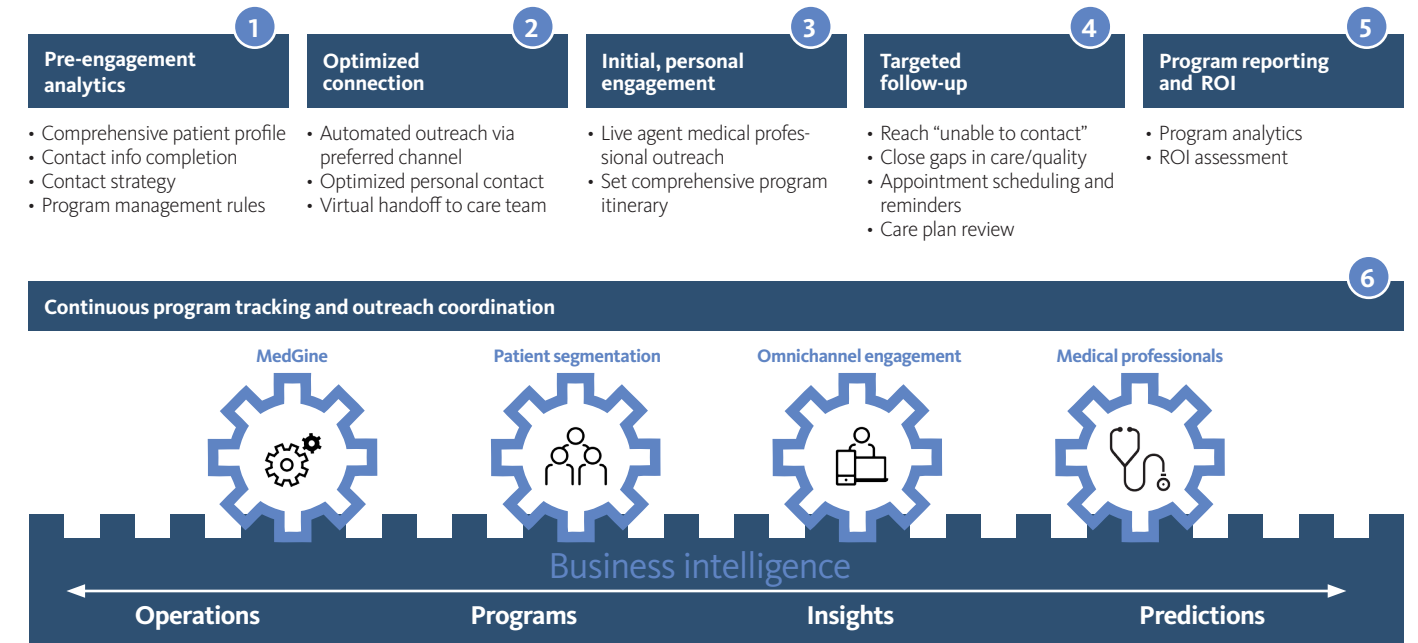 1
Pre-engagement
analytics
• Comprehensive patient profile
• Contact info completion
• Contact strategy
• Program management rules
2
Optimized
connection
• Automated outreach via
preferred channel
• Optimized personal contact
• Virtual handoff to care team
3
Initial, personal
engagement
• Live agent medical profes-
sional outreach
• Set comprehensive program
itinerary
4
Targeted
follow-up
• Reach “unable to contact”
• Close gaps in care/quality
• Appointment scheduling and
reminders
• Care plan review
5
Program reporting
and ROI
• Program analytics
• ROI assessment
6
Continuous program tracking and outreach coordination
MedGine
Patient segmentation
Omnichannel engagement
Medical professionals
Business intelligence
Operations
Programs
Insights
Predictions